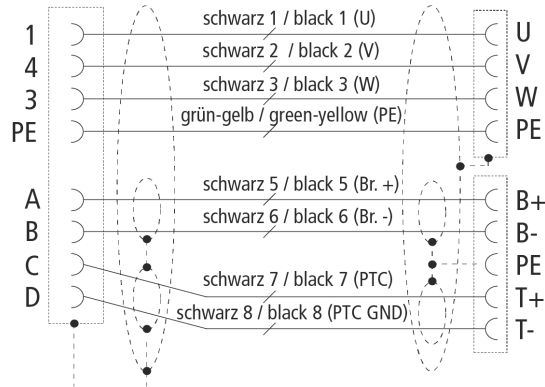 1 schwarz 1 / black 1 (U) U
4 schwarz 2 / black 2 (V) V
3 schwarz 3 / black 3 (W) W
PE grün-gelb / green-yellow (PE) PE
A schwarz 5 / black 5 (Br. +) B+
B schwarz 6 / black 6 (Br. -) B-
C PE
schwarz 7 / black 7 (PTC) T+
D
schwarz 8 / black 8 (PTC GND) T-